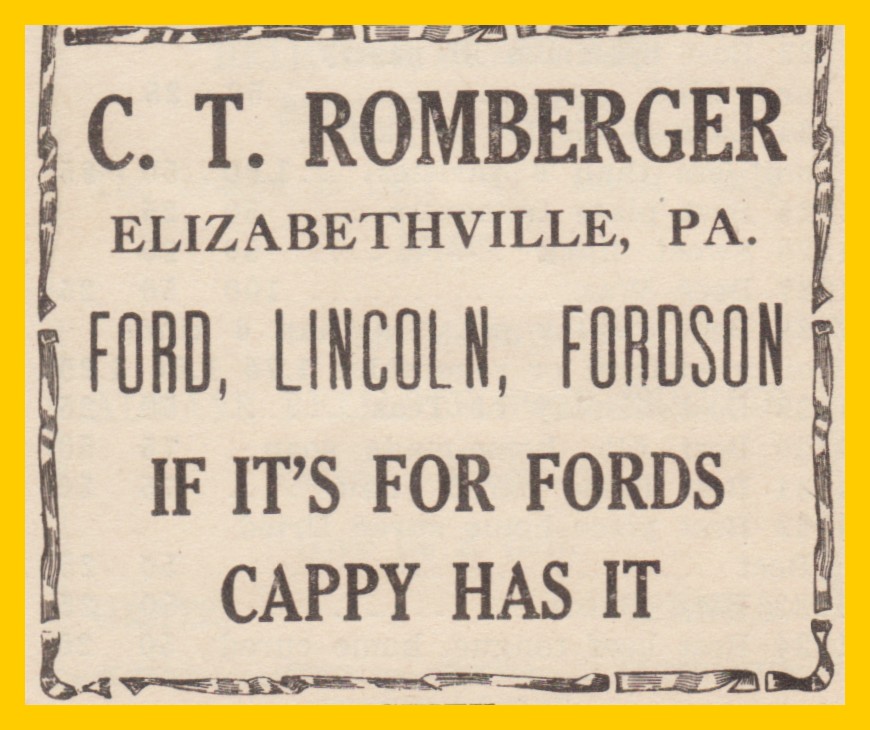 C. T. ROMBERGER
ELIZABETHVILLE, PA.
FORD, LINCOLN, FORDSON
IF IT'S FOR FORDS
CAPPY HAS IT